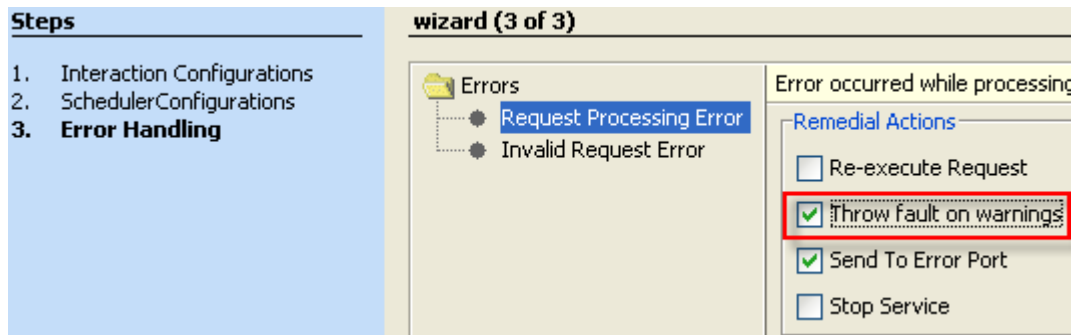 Steps
1. Interaction Configurations
2. SchedulerConfigurations
3. Error Handling
wizard (3 of 3)
Errors
Request Processing Error
Invalid Request Error
Error occurred while processing
Remedial Actions
Re-execute Request
Throw fault on warnings
Send To Error Port
Stop Service